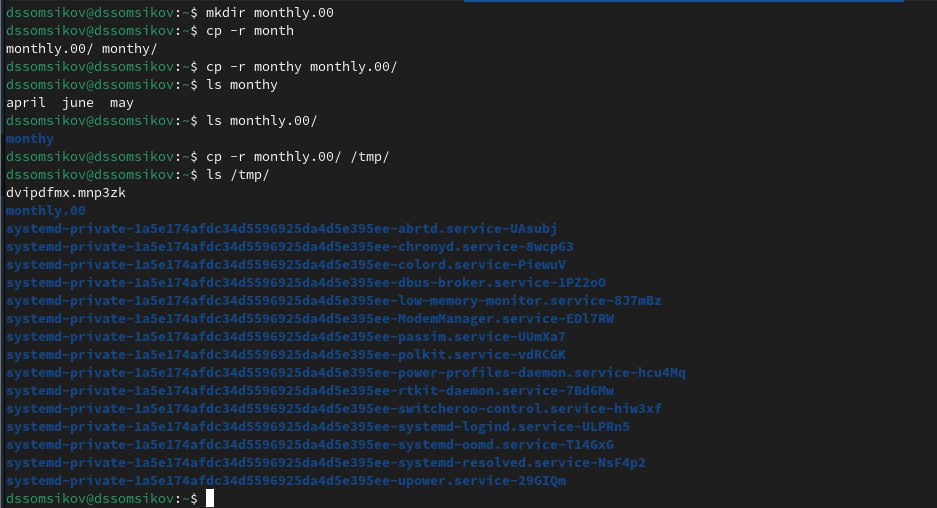 dssomsikov@dssomsikov:~$ mkdir monthly.00
dssomsikov@dssomsikov:~$ cp -r month
monthly.00/ monthy/
dssomsikov@dssomsikov:~$ cp -r monthy monthly.00/
dssomsikov@dssomsikov:~$ ls monthy
april  june  may
dssomsikov@dssomsikov:~$ ls monthly.00/
monthy
dssomsikov@dssomsikov:~$ cp -r monthly.00/ /tmp/
dssomsikov@dssomsikov:~$ ls /tmp/
dvipdfmx.mnp3zk
monthly.00
systemd-private-1a5e174afdc34d5596925da4d5e395ee-abrtd.service-UAsubj
systemd-private-1a5e174afdc34d5596925da4d5e395ee-chronyd.service-8wcp63
systemd-private-1a5e174afdc34d5596925da4d5e395ee-colord.service-PiewuV
systemd-private-1a5e174afdc34d5596925da4d5e395ee-dbus-broker.service-1PZ2oO
systemd-private-1a5e174afdc34d5596925da4d5e395ee-low-memory-monitor.service-8J7mBz
systemd-private-1a5e174afdc34d5596925da4d5e395ee-ModemManager.service-EDl7RW
systemd-private-1a5e174afdc34d5596925da4d5e395ee-passim.service-UUmXa7
systemd-private-1a5e174afdc34d5596925da4d5e395ee-polkit.service-vdRCGK
systemd-private-1a5e174afdc34d5596925da4d5e395ee-power-profiles-daemon.service-hcu4Mq
systemd-private-1a5e174afdc34d5596925da4d5e395ee-rtkit-daemon.service-7Bd6Mw
systemd-private-1a5e174afdc34d5596925da4d5e395ee-switcheroo-control.service-hiw3xf
systemd-private-1a5e174afdc34d5596925da4d5e395ee-systemd-logind.service-ULPRn5
systemd-private-1a5e174afdc34d5596925da4d5e395ee-systemd-oomd.service-T14GxG
systemd-private-1a5e174afdc34d5596925da4d5e395ee-systemd-resolved.service-NsF4p2
systemd-private-1a5e174afdc34d5596925da4d5e395ee-upower.service-29GIQm
dssomsikov@dssomsikov:~$